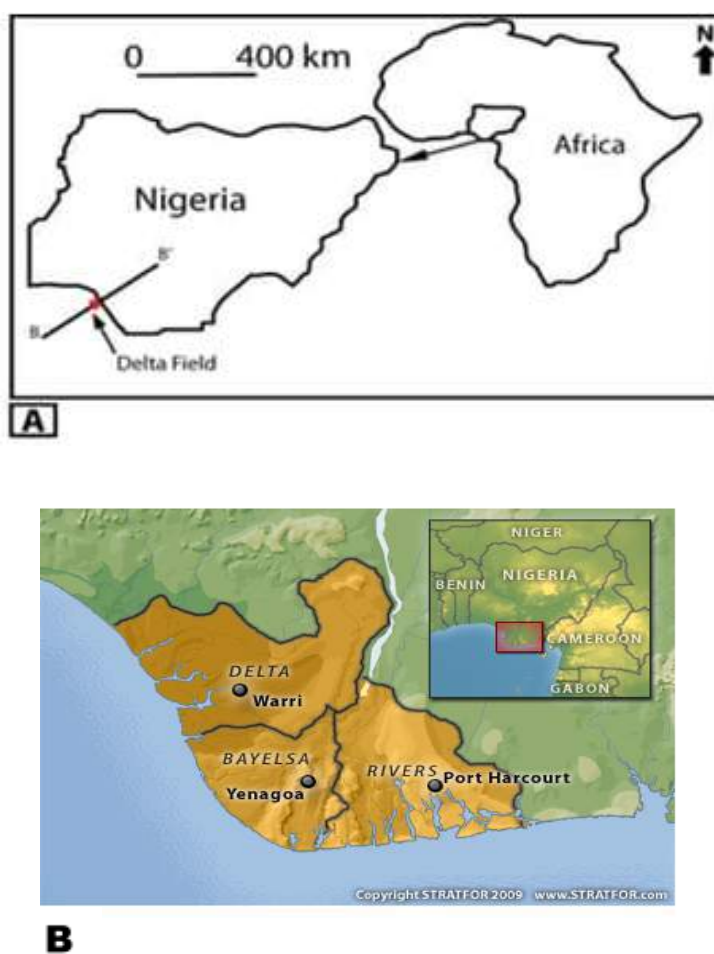 N
0 400 km
Africa
Nigeria
B'
B
Delta Field
A
NIGER
NIGERIA
BENIN
CAMEROON
GABON
DELTA
Warri
BAYELSA
RIVERS
Port Harcourt
Yenagoa
Copyright STRATFOR 2009 www.STRATFOR.com
B